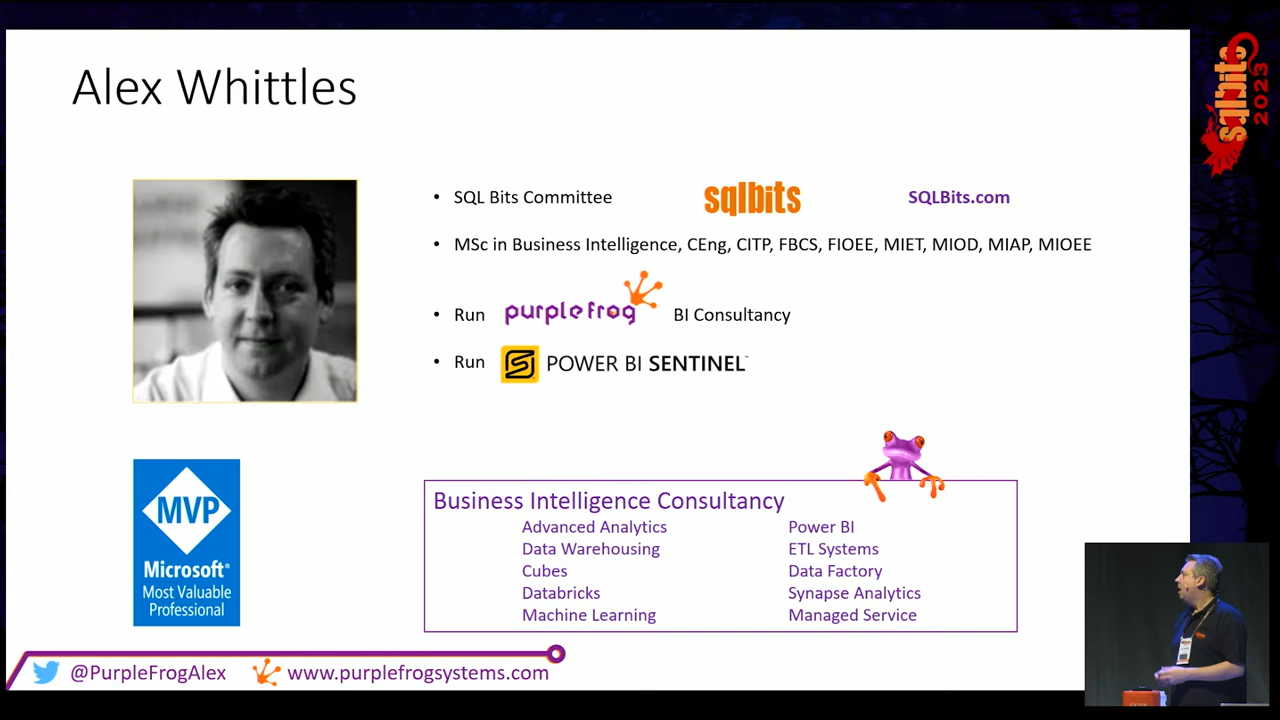 Alex Whittles
sqlbits
2023
• SQL Bits Committee
sqlbits
SQLBits.com
• MSc in Business Intelligence, CEng, CITP, FBCS, FIOEE, MIET, MIOD, MIAP, MIOEE
• Run purplefrog BI Consultancy
• Run POWER BI SENTINEL™
MVP
Microsoft®
Most Valuable
Professional
Business Intelligence Consultancy
Advanced Analytics
Data Warehousing
Cubes
Databricks
Machine Learning
Power BI
ETL Systems
Data Factory
Synapse Analytics
Managed Service
@PurpleFrogAlex
www.purplefrogsystems.com